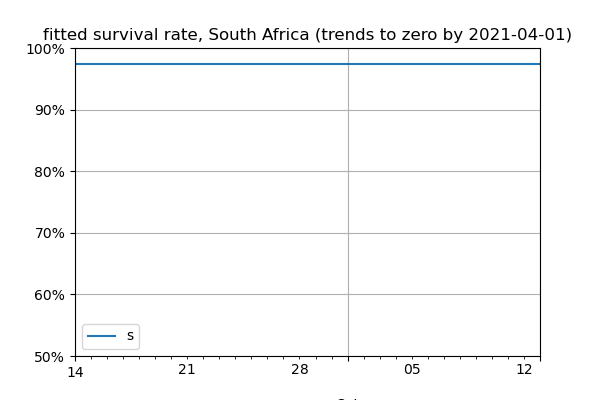 fitted survival rate, South Africa (trends to zero by 2021-04-01)
100%
90%
80%
70%
60%
50%
s
14 21 28 05 12